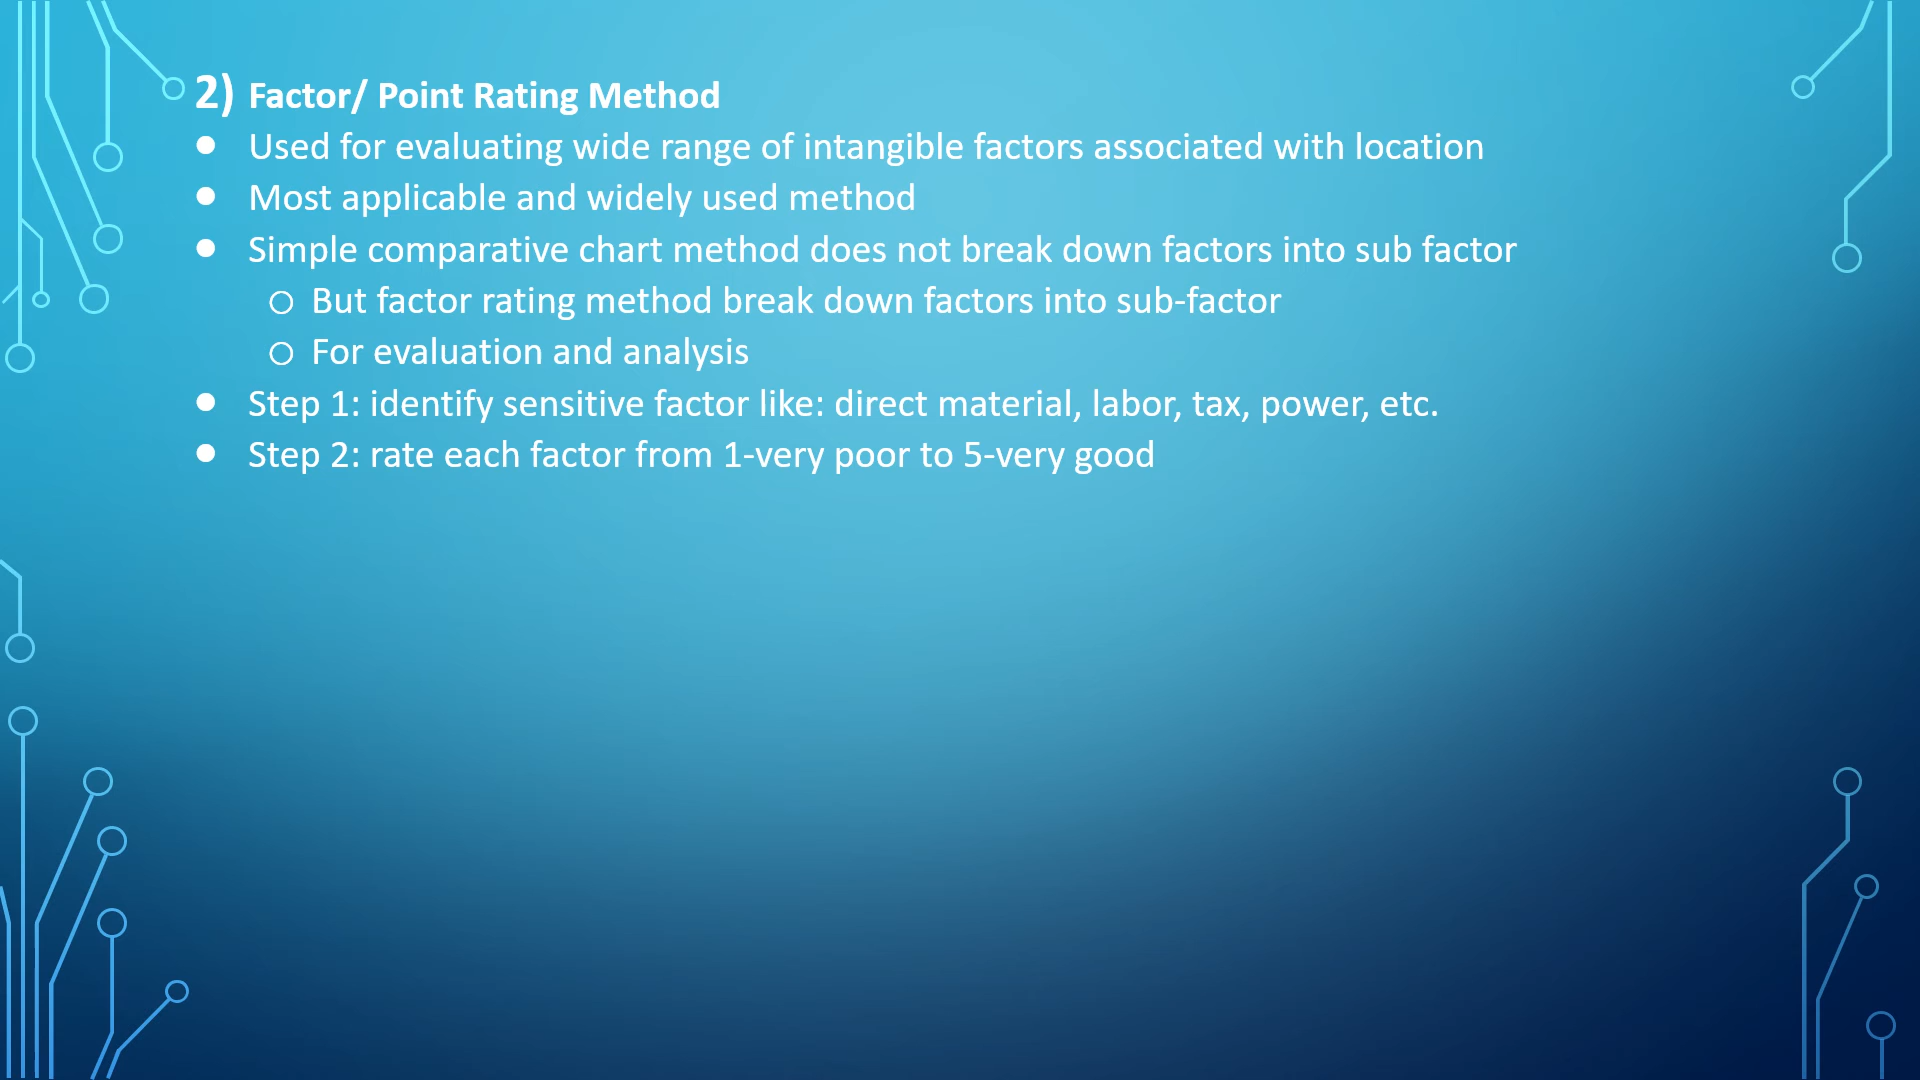 2) Factor/ Point Rating Method
● Used for evaluating wide range of intangible factors associated with location
● Most applicable and widely used method
● Simple comparative chart method does not break down factors into sub factor
○ But factor rating method break down factors into sub-factor
○ For evaluation and analysis
● Step 1: identify sensitive factor like: direct material, labor, tax, power, etc.
● Step 2: rate each factor from 1-very poor to 5-very good